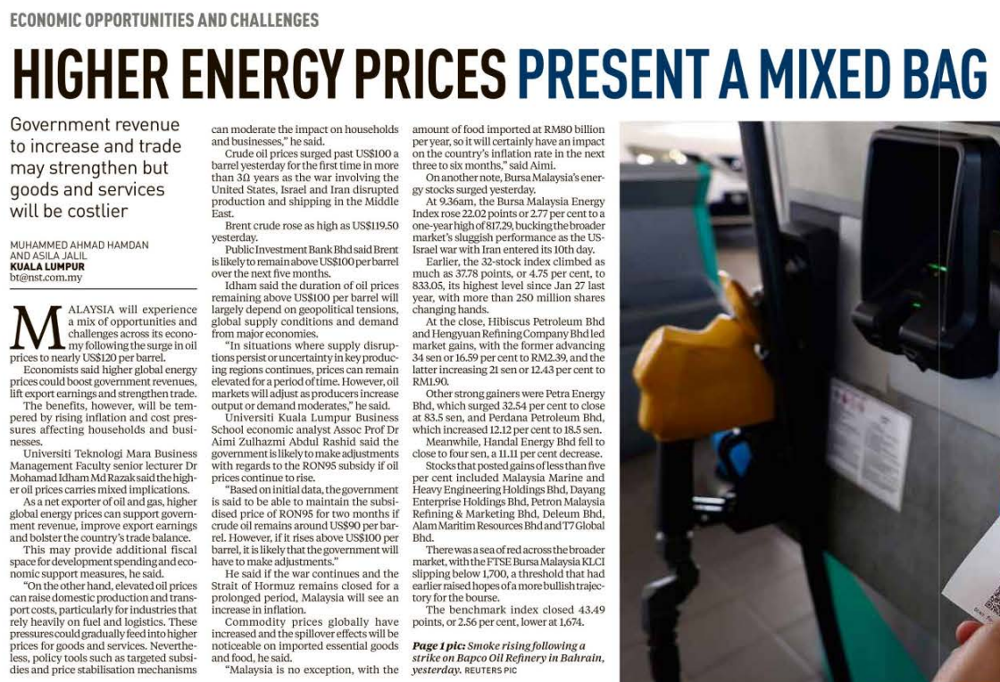 ECONOMIC OPPORTUNITIES AND CHALLENGES
HIGHER ENERGY PRICES PRESENT A MIXED BAG
Government revenue
to increase and trade
may strengthen but
goods and services
will be costlier
MUHAMMED AHMAD HAMDAN
AND ASILA JALIL
KUALA LUMPUR
bt@nst.com.my
MALAYSIA will experience
a mix of opportunities and
challenges across its econo-
my following the surge in oil
prices to nearly US$120 per barrel.
Economists said higher global energy
prices could boost government revenues,
lift export earnings and strengthen trade.
The benefits, however, will be tem-
pered by rising inflation and cost pres-
sures affecting households and busi-
nesses.
Universiti Teknologi Mara Business
Management Faculty senior lecturer Dr
Mohamad Idham Md Razak said the high-
er oil prices carries mixed implications.
As a net exporter of oil and gas, higher
global energy prices can support govern-
ment revenue, improve export earnings
and bolster the country's trade balance.
This may provide additional fiscal
space for development spending and eco-
nomic support measures, he said.
"On the other hand, elevated oil prices
can raise domestic production and trans-
port costs, particularly for industries that
rely heavily on fuel and logistics. These
pressures could gradually feed into higher
prices for goods and services. Neverthe-
less, policy tools such as targeted subsi-
dies and price stabilisation mechanisms
can moderate the impact on households
and businesses," he said.
Crude oil prices surged past US$100 a
barrel yesterday for the first time in more
than 3Ω years as the war involving the
United States, Israel and Iran disrupted
production and shipping in the Middle
East.
Brent crude rose as high as US$119.50
yesterday.
Public Investment Bank Bhd said Brent
is likely to remain above US$100 per barrel
over the next five months.
Idham said the duration of oil prices
remaining above US$100 per barrel will
largely depend on geopolitical tensions,
global supply conditions and demand
from major economies.
"In situations where supply disrup-
tions persist or uncertainty in key produc-
ing regions continues, prices can remain
elevated for a period of time. However, oil
markets will adjust as producers increase
output or demand moderates," he said.
Universiti Kuala Lumpur Business
School economic analyst Assoc Prof Dr
Aimi Zulhazmi Abdul Rashid said the
government is likely to make adjustments
with regards to the RON95 subsidy if oil
prices continue to rise.
"Based on initial data, the government
is said to be able to maintain the subsi-
dised price of RON95 for two months if
crude oil remains around US$90 per bar-
rel. However, if it rises above US$100 per
barrel, it is likely that the government will
have to make adjustments."
He said if the war continues and the
Strait of Hormuz remains closed for a
prolonged period, Malaysia will see an
increase in inflation.
Commodity prices globally have
increased and the spillover effects will be
noticeable on imported essential goods
and food, he said.
"Malaysia is no exception, with the
amount of food imported at RM80 billion
per year, so it will certainly have an impact
on the country's inflation rate in the next
three to six months," said Aimi.
On another note, Bursa Malaysia's ener-
gy stocks surged yesterday.
At 9.36am, the Bursa Malaysia Energy
Index rose 22.02 points or 2.77 per cent to a
one-year high of 817.29, bucking the broader
market's sluggish performance as the US-
Israel war with Iran entered its 10th day.
Earlier, the 32-stock index climbed as
much as 37.78 points, or 4.75 per cent, to
833.05, its highest level since Jan 27 last
year, with more than 250 million shares
changing hands.
At the close, Hibiscus Petroleum Bhd
and Hengyuan Refining Company Bhd led
market gains, with the former advancing
34 sen or 16.59 per cent to RM2.39, and the
latter increasing 21 sen or 12.43 per cent to
RM1.90.
Other strong gainers were Petra Energy
Bhd, which surged 32.54 per cent to close
at 83.5 sen, and Perdana Petroleum Bhd,
which increased 12.12 per cent to 18.5 sen.
Meanwhile, Handal Energy Bhd fell to
close to four sen, a 11.11 per cent decrease.
Stocks that posted gains of less than five
per cent included Malaysia Marine and
Heavy Engineering Holdings Bhd, Dayang
Enterprise Holdings Bhd, Petron Malaysia
Refining & Marketing Bhd, Deleum Bhd,
Alam Maritim Resources Bhd and T7 Global
Bhd.
There was a sea of red across the broader
market, with the FTSE Bursa Malaysia KLCI
slipping below 1,700, a threshold that had
earlier raised hopes of a more bullish trajec-
tory for the bourse.
The benchmark index closed 43.49
points, or 2.56 per cent, lower at 1,674.
Page 1 pic: Smoke rising following a
strike on Bapco Oil Refinery in Bahrain,
yesterday. REUTERS PIC